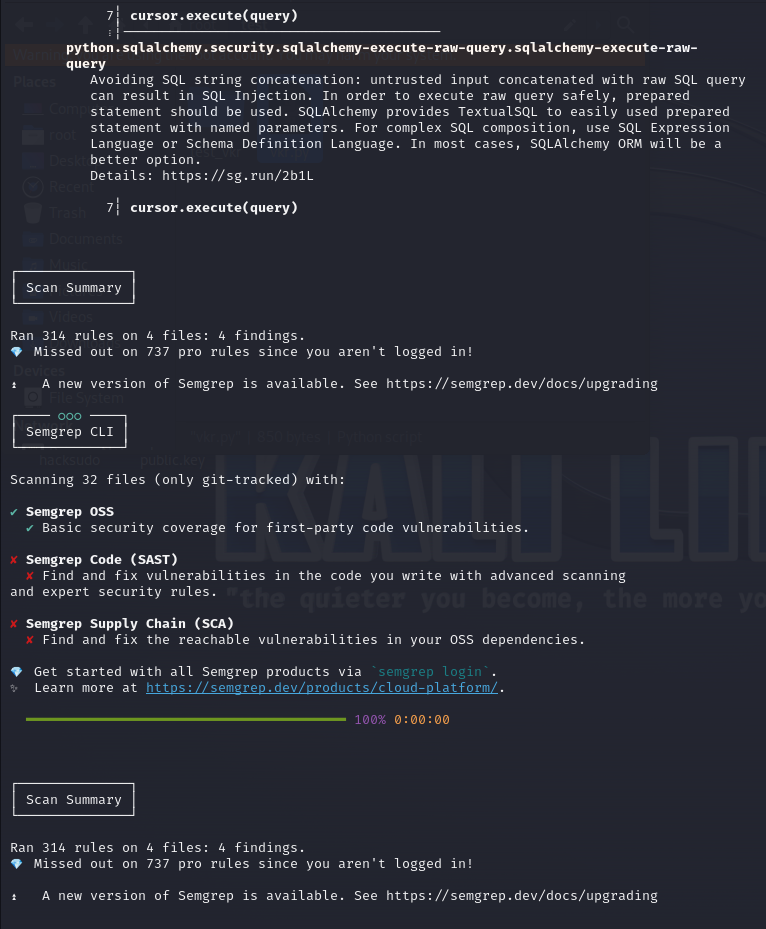 7┆ cursor.execute(query)
⋮┆----------------------------------------
python.sqlalchemy.security.sqlalchemy-execute-raw-query.sqlalchemy-execute-raw-
query
Avoiding SQL string concatenation: untrusted input concatenated with raw SQL query
can result in SQL Injection. In order to execute raw query safely, prepared
statement should be used. SQLAlchemy provides TextualSQL to easily used prepared
statement with named parameters. For complex SQL composition, use SQL Expression
Language or Schema Definition Language. In most cases, SQLAlchemy ORM will be a
better option.
Details: https://sg.run/2b1L
7┆ cursor.execute(query)
Scan Summary
Ran 314 rules on 4 files: 4 findings.
💎 Missed out on 737 pro rules since you aren't logged in!
⏫ A new version of Semgrep is available. See https://semgrep.dev/docs/upgrading
○○○
Semgrep CLI
Scanning 32 files (only git-tracked) with:
✔ Semgrep OSS
✔ Basic security coverage for first-party code vulnerabilities.
✘ Semgrep Code (SAST)
✘ Find and fix vulnerabilities in the code you write with advanced scanning
and expert security rules.
✘ Semgrep Supply Chain (SCA)
✘ Find and fix the reachable vulnerabilities in your OSS dependencies.
💎 Get started with all Semgrep products via `semgrep login`.
✨ Learn more at https://semgrep.dev/products/cloud-platform/.
100% 0:00:00
Scan Summary
Ran 314 rules on 4 files: 4 findings.
💎 Missed out on 737 pro rules since you aren't logged in!
⏫ A new version of Semgrep is available. See https://semgrep.dev/docs/upgrading
Places
root
Recent
Trash
Documents
Music
Videos
Devices
File System
hacksudo public.key
KALI LI
"the quieter you become, the more yo